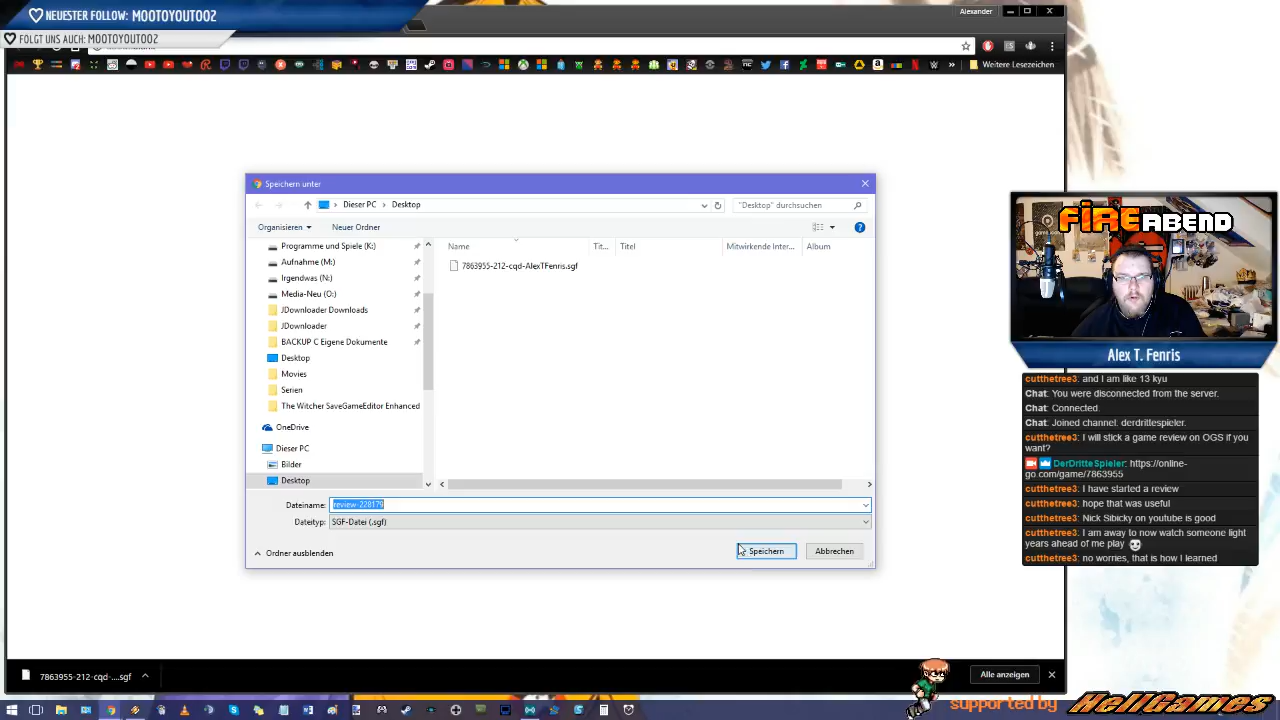 NEUESTER FOLLOW: MOOTOYOUTOO2
FOLGT UNS AUCH: MOOTOYOUTOO2
Alexander
Weitere Lesezeichen
Speichern unter
Dieser PC
Desktop
"Desktop" durchsuchen
Organisieren
Neuer Ordner
Programme und Spiele (K:)
Aufnahme (M:)
Irgendwas (N:)
Media-Neu (O:)
JDownloader Downloads
JDownloader
BACKUP C Eigene Dokumente
Desktop
Movies
Serien
The Witcher SaveGameEditor Enhanced
OneDrive
Dieser PC
Bilder
Desktop
Name
Tit...
Titel
Mitwirkende Inter...
Album
7863955-212-cqd-AlexTFenris.sgf
Dateiname:
review-228179
Dateityp:
SGF-Datei (.sgf)
Ordner ausblenden
Speichern
Abbrechen
FIREABEND
Alex T. Fenris
cutthetree3: and I am like 13 kyu
Chat: You were disconnected from the server.
Chat: Connected.
Chat: Joined channel: derdrittespieler.
cutthetree3: I will stick a game review on OGS if you
want?
DerDritteSpieler: https://online-
go.com/game/7863955
cutthetree3: I have started a review
cutthetree3: hope that was useful
cutthetree3: Nick Sibicky on youtube is good
cutthetree3: I am away to now watch someone light
years ahead of me play
cutthetree3: no worries, that is how I learned
7863955-212-cqd-....sgf
Alle anzeigen
supported by
HellGames